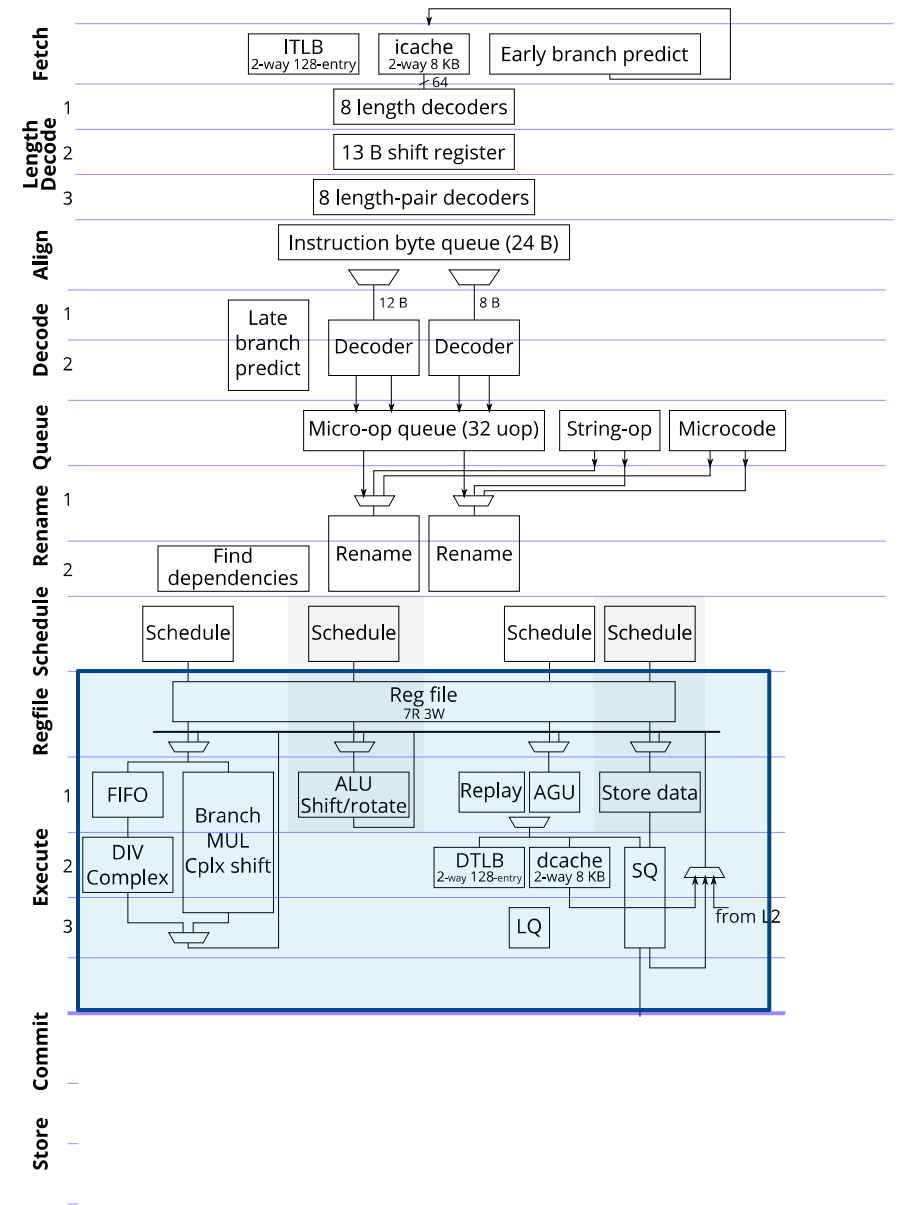 Fetch
ITLB
2-way 128-entry
icache
2-way 8 KB
Early branch predict
64
Length
Decode
1
8 length decoders
2
13 B shift register
3
8 length-pair decoders
Align
Instruction byte queue (24 B)
12 B
8 B
Decode
1
2
Late
branch
predict
Decoder
Decoder
Queue
Micro-op queue (32 uop)
String-op
Microcode
Rename
1
2
Rename
Rename
Find
dependencies
Schedule
Schedule
Schedule
Schedule
Schedule
Regfile
Reg file
7R 3W
Execute
1
FIFO
Branch
MUL
Cplx shift
ALU
Shift/rotate
Replay
AGU
Store data
2
DIV
Complex
DTLB
2-way 128-entry
dcache
2-way 8 KB
SQ
3
LQ
from L2
Commit
Store